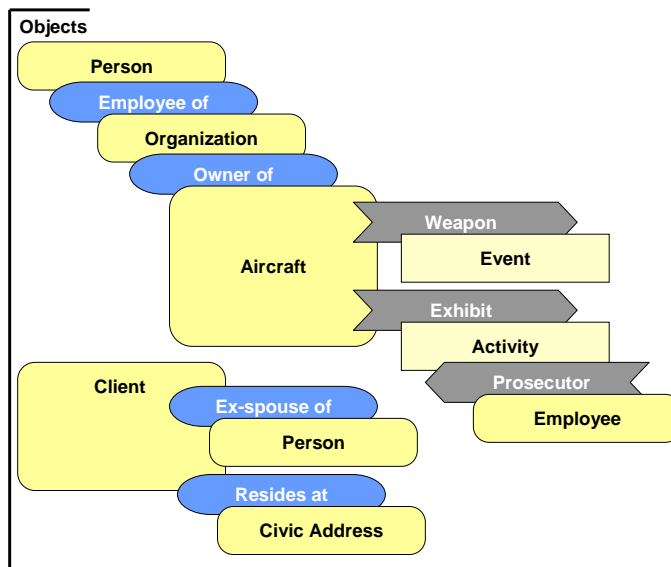 Objects
Person
Employee of
Organization
Owner of
Aircraft
Weapon
Event
Exhibit
Activity
Prosecutor
Employee
Client
Ex-spouse of
Person
Resides at
Civic Address